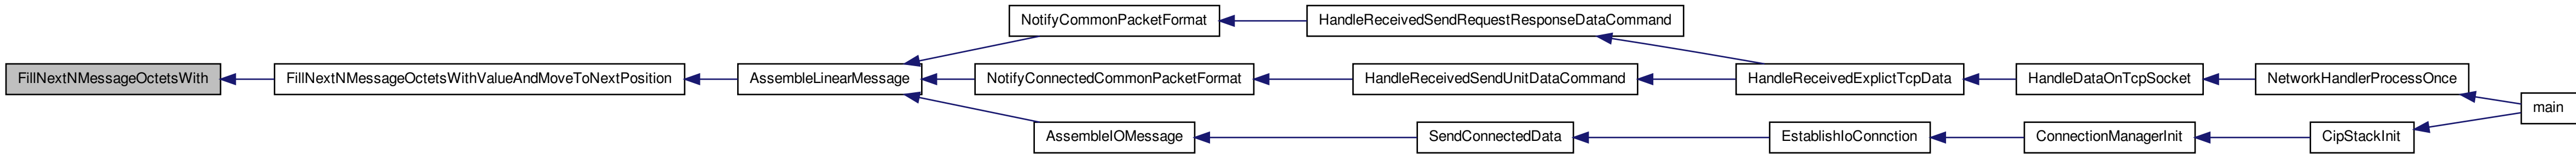 FillNextNMessageOctetsWith
FillNextNMessageOctetsWithValueAndMoveToNextPosition
AssembleLinearMessage
NotifyCommonPacketFormat
HandleReceivedSendRequestResponseDataCommand
NotifyConnectedCommonPacketFormat
HandleReceivedSendUnitDataCommand
HandleReceivedExplictTcpData
HandleDataOnTcpSocket
NetworkHandlerProcessOnce
main
AssembleIOMessage
SendConnectedData
EstablishIoConnction
ConnectionManagerInit
CipStackInit